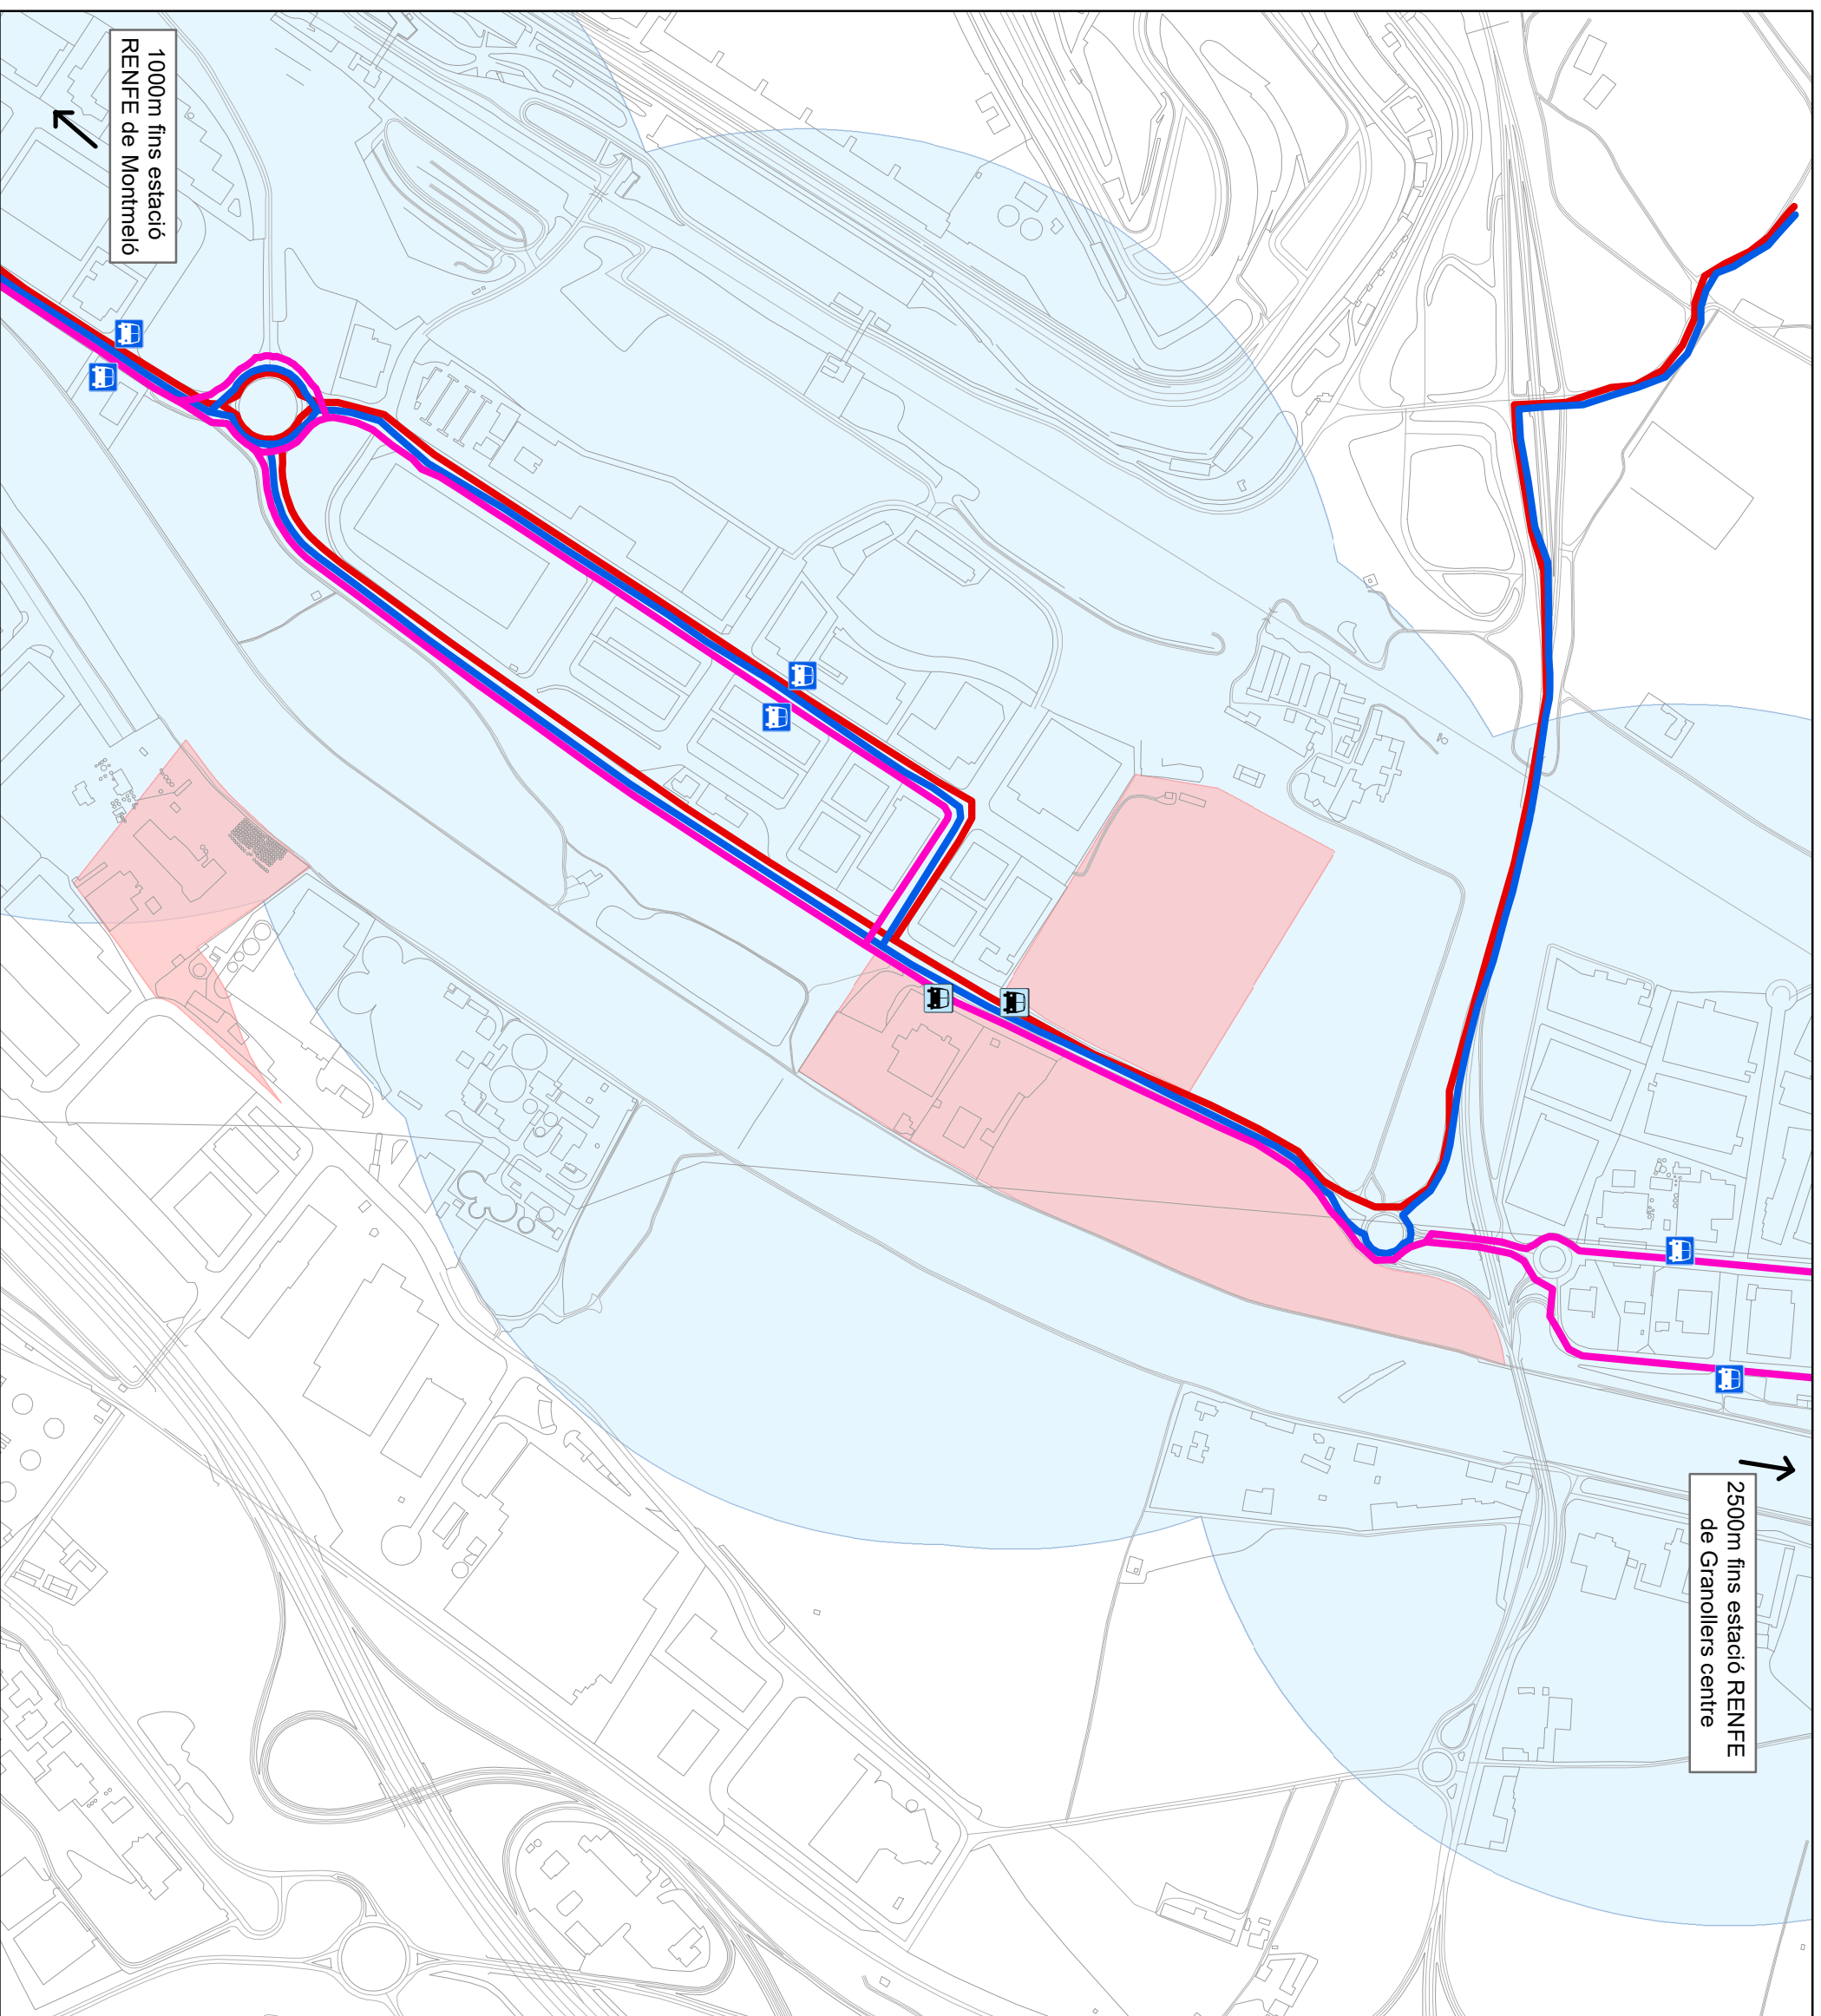 1000m fins estació
RENFE de Montmeló
2500m fins estació RENFE
de Granollers centre